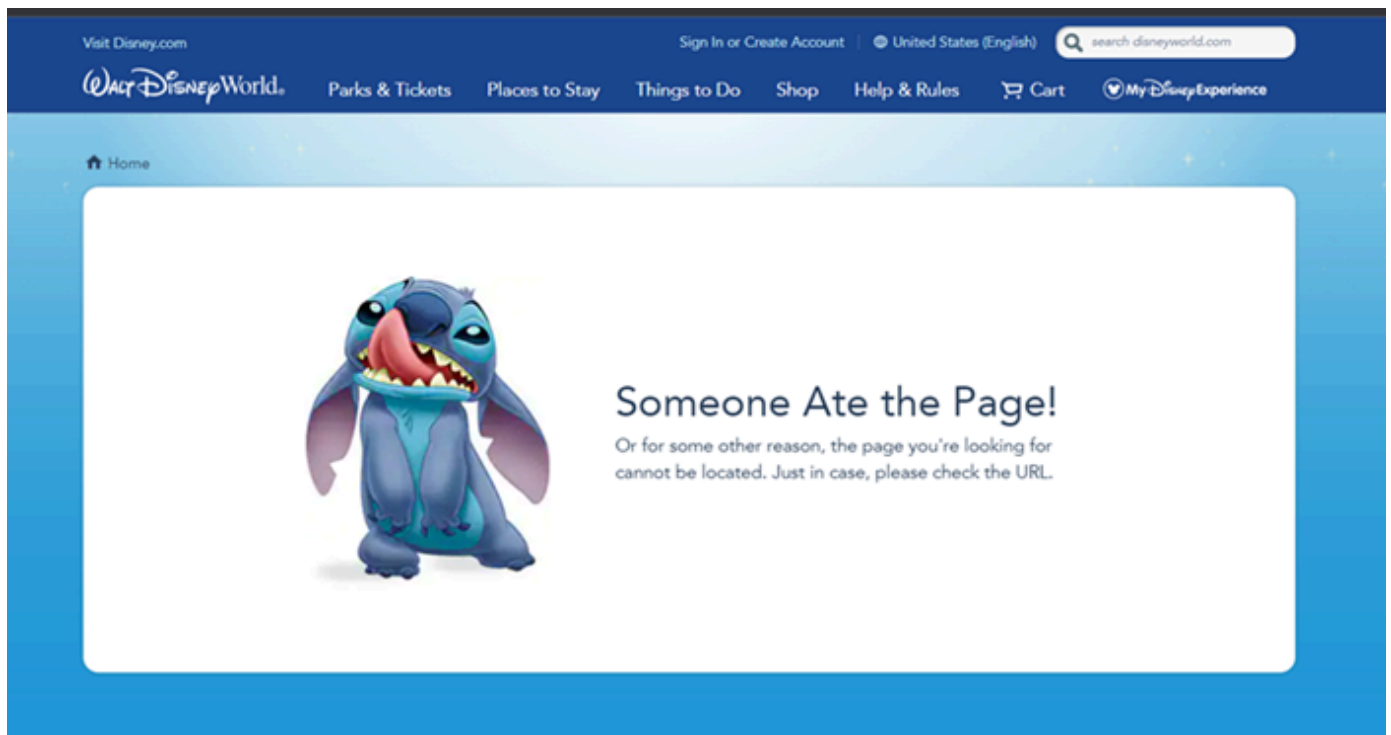 Visit Disney.com
Sign In or Create Account
United States (English)
search disneyworld.com
Walt Disney World.
Parks & Tickets
Places to Stay
Things to Do
Shop
Help & Rules
Cart
My Disney Experience
Home
Someone Ate the Page!
Or for some other reason, the page you're looking for
cannot be located. Just in case, please check the URL.